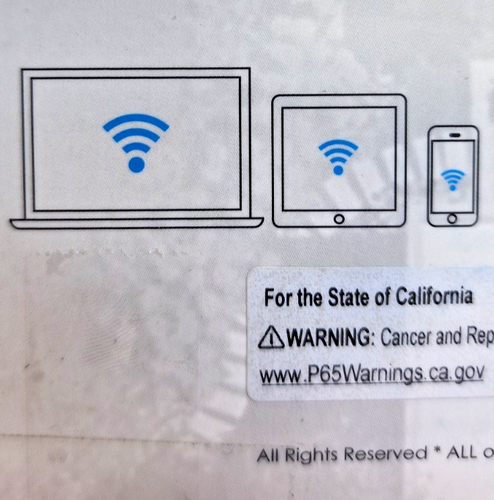 For the State of California
⚠WARNING: Cancer and Rep
www.P65Warnings.ca.gov
All Rights Reserved * ALL o